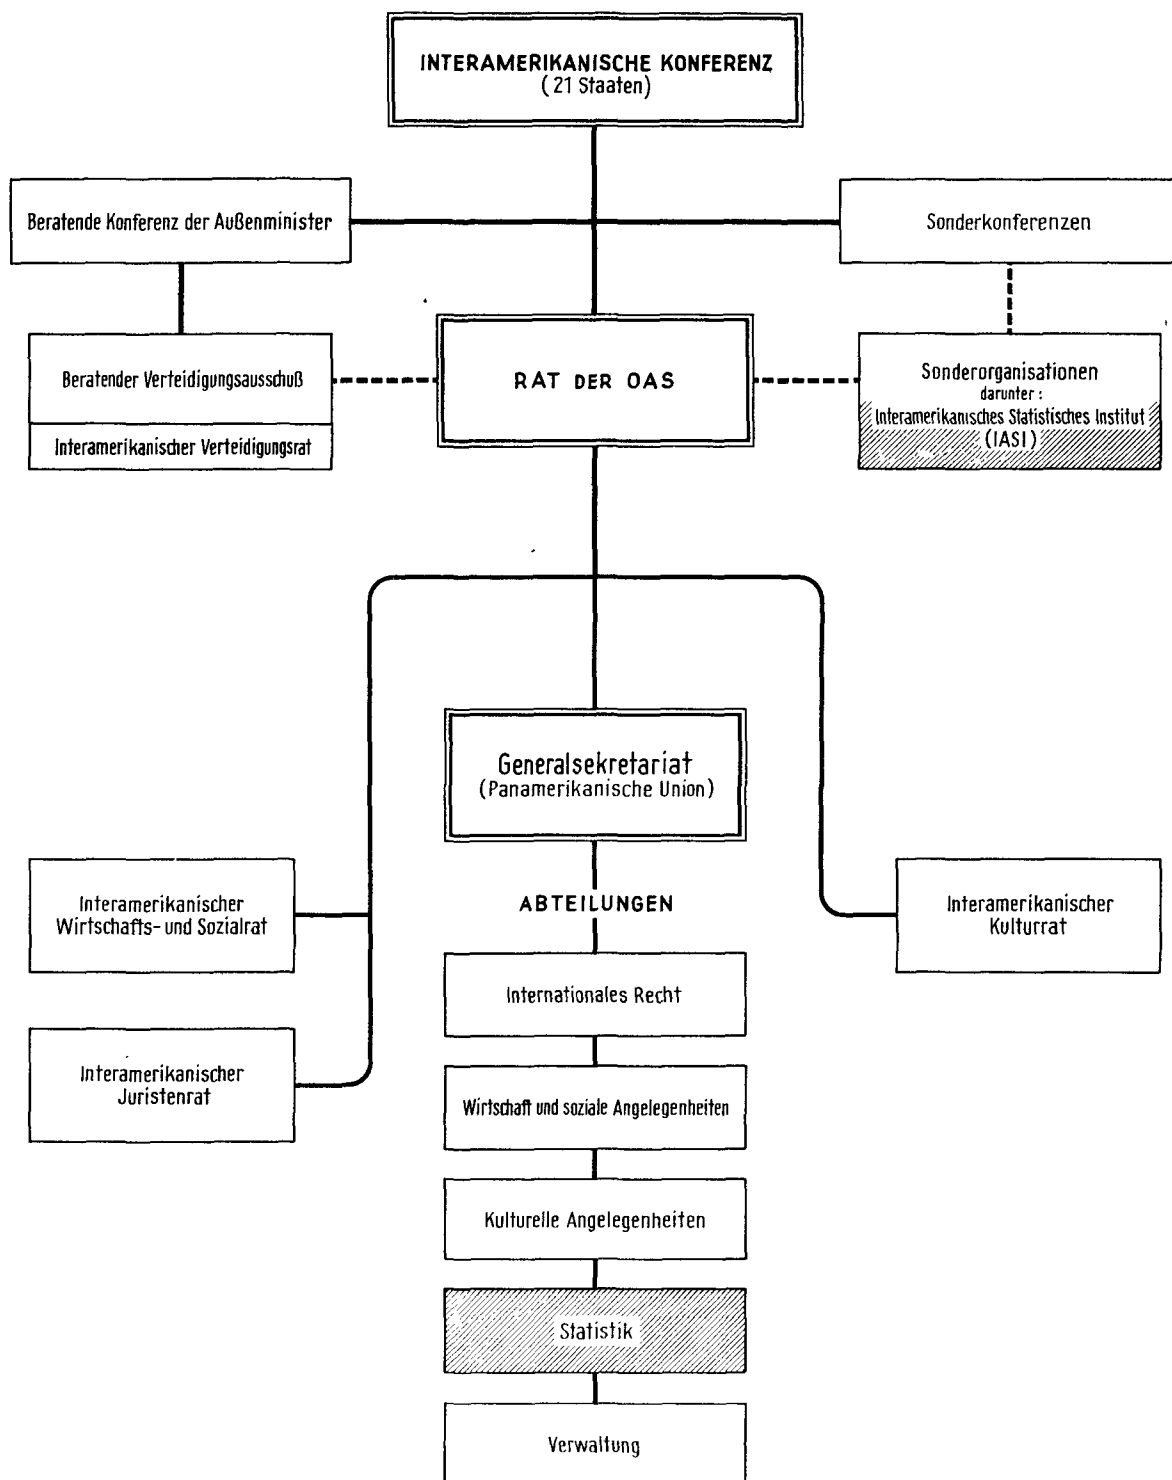 INTERAMERIKANISCHE KONFERENZ
(21 Staaten)
Beratende Konferenz der Außenminister
Sonderkonferenzen
Beratender Verteidigungsausschuß
Interamerikanischer Verteidigungsrat
RAT DER OAS
Sonderorganisationen
darunter:
Interamerikanisches Statistisches Institut
(IASI)
Generalsekretariat
(Panamerikanische Union)
Interamerikanischer
Wirtschafts- und Sozialrat
ABTEILUNGEN
Interamerikanischer
Kulturrat
Internationales Recht
Interamerikanischer
Juristenrat
Wirtschaft und soziale Angelegenheiten
Kulturelle Angelegenheiten
Statistik
Verwaltung